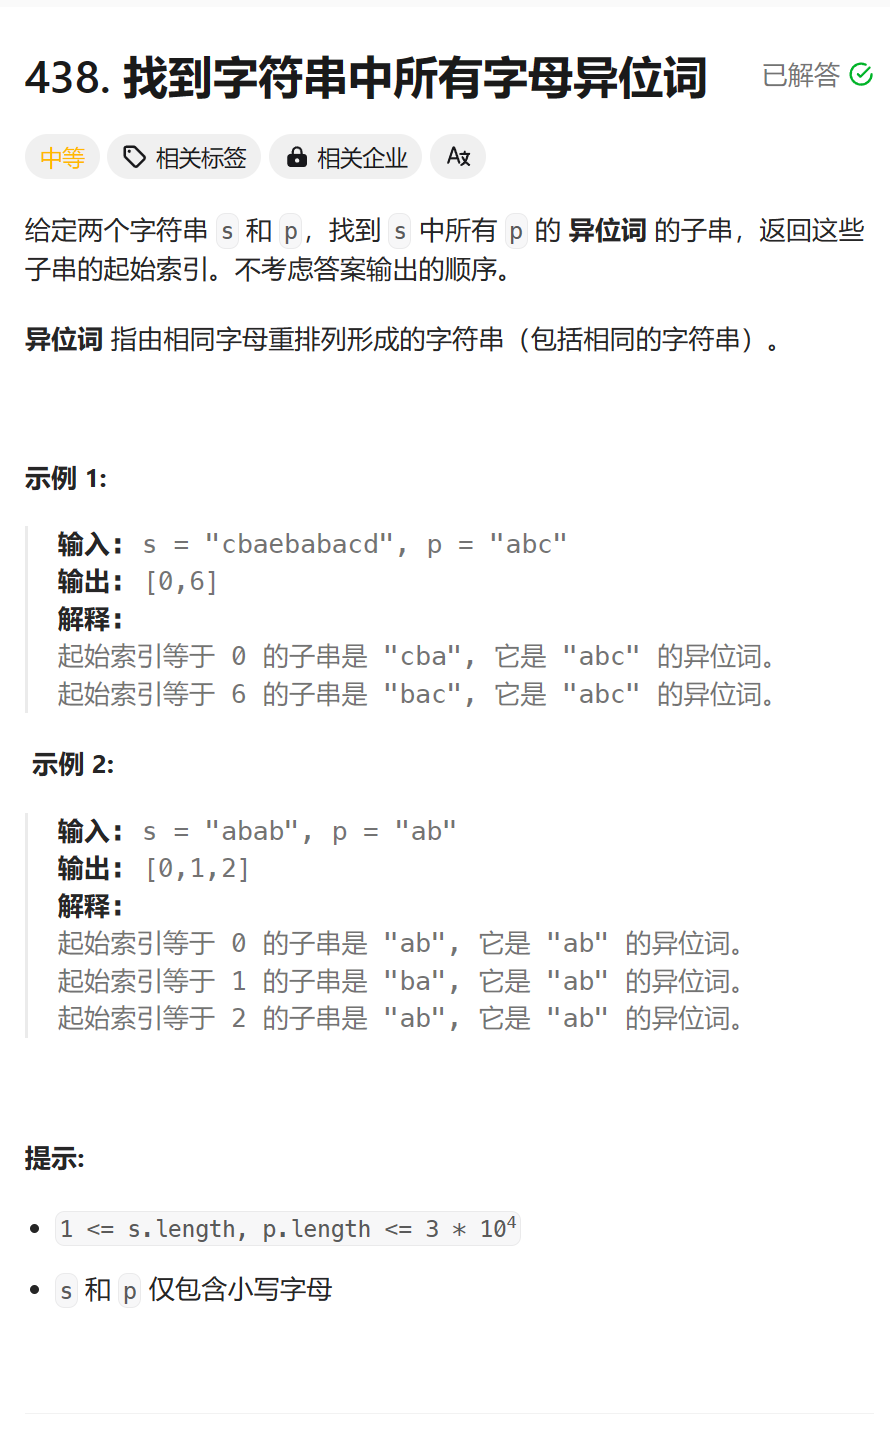 438. 找到字符串中所有字母异位词 已解答
中等 相关标签 相关企业 Aえ
给定两个字符串 s 和 p，找到 s 中所有 p 的 异位词 的子串，返回这些
子串的起始索引。不考虑答案输出的顺序。
异位词 指由相同字母重排列形成的字符串（包括相同的字符串）。
示例 1:
输入: s = "cbaebabacd", p = "abc"
输出: [0,6]
解释:
起始索引等于 0 的子串是 "cba", 它是 "abc" 的异位词。
起始索引等于 6 的子串是 "bac", 它是 "abc" 的异位词。
示例 2:
输入: s = "abab", p = "ab"
输出: [0,1,2]
解释:
起始索引等于 0 的子串是 "ab", 它是 "ab" 的异位词。
起始索引等于 1 的子串是 "ba", 它是 "ab" 的异位词。
起始索引等于 2 的子串是 "ab", 它是 "ab" 的异位词。
提示:
1 <= s.length, p.length <= 3 * 10⁴
s 和 p 仅包含小写字母